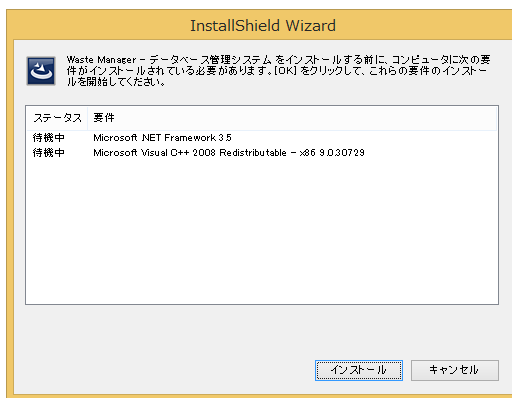 InstallShield Wizard
Waste Manager - データベース管理システム をインストールする前に、コンピュータに次の要
件がインストールされている必要があります。[OK] をクリックして、これらの要件のインストー
ルを開始してください。
ステータス 要件
待機中 Microsoft .NET Framework 3.5
待機中 Microsoft Visual C++ 2008 Redistributable - x86 9.0.30729
インストール キャンセル